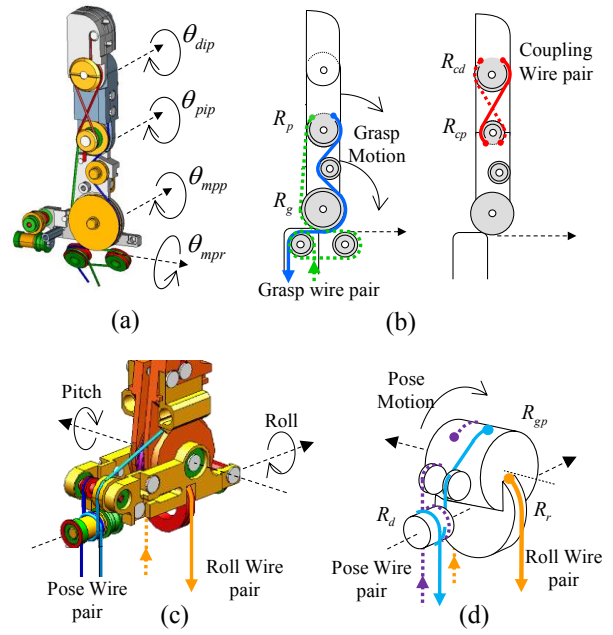 (a)
θdip
θpip
θmpp
θmpr
(b)
Rp
Rg
Grasp
Motion
Grasp wire pair
Rcd
Rcp
Coupling
Wire pair
(c)
Pitch
Roll
Pose Wire
pair
Roll Wire
pair
(d)
Pose
Motion
Rgp
Rd
Rr
Pose Wire
pair
Roll Wire
pair